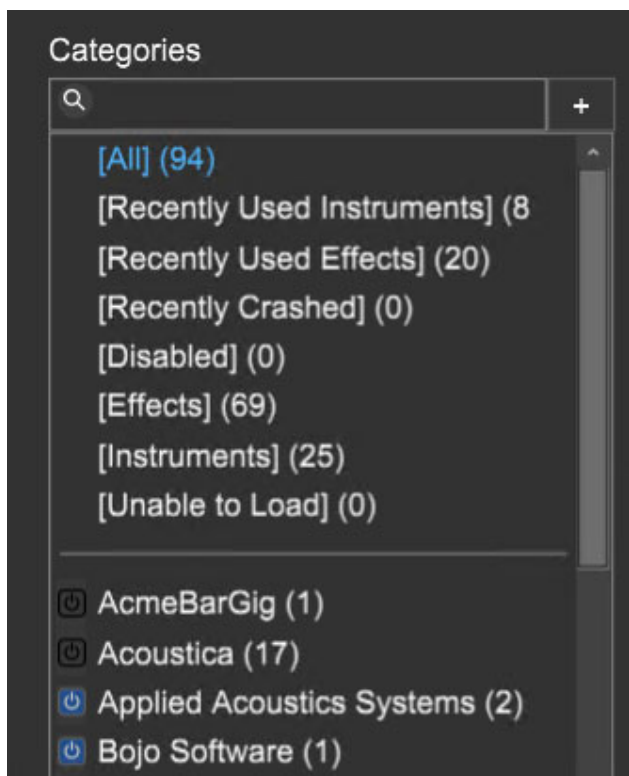 Categories
+
[All] (94)
[Recently Used Instruments] (8
[Recently Used Effects] (20)
[Recently Crashed] (0)
[Disabled] (0)
[Effects] (69)
[Instruments] (25)
[Unable to Load] (0)
AcmeBarGig (1)
Acoustica (17)
Applied Acoustics Systems (2)
Bojo Software (1)